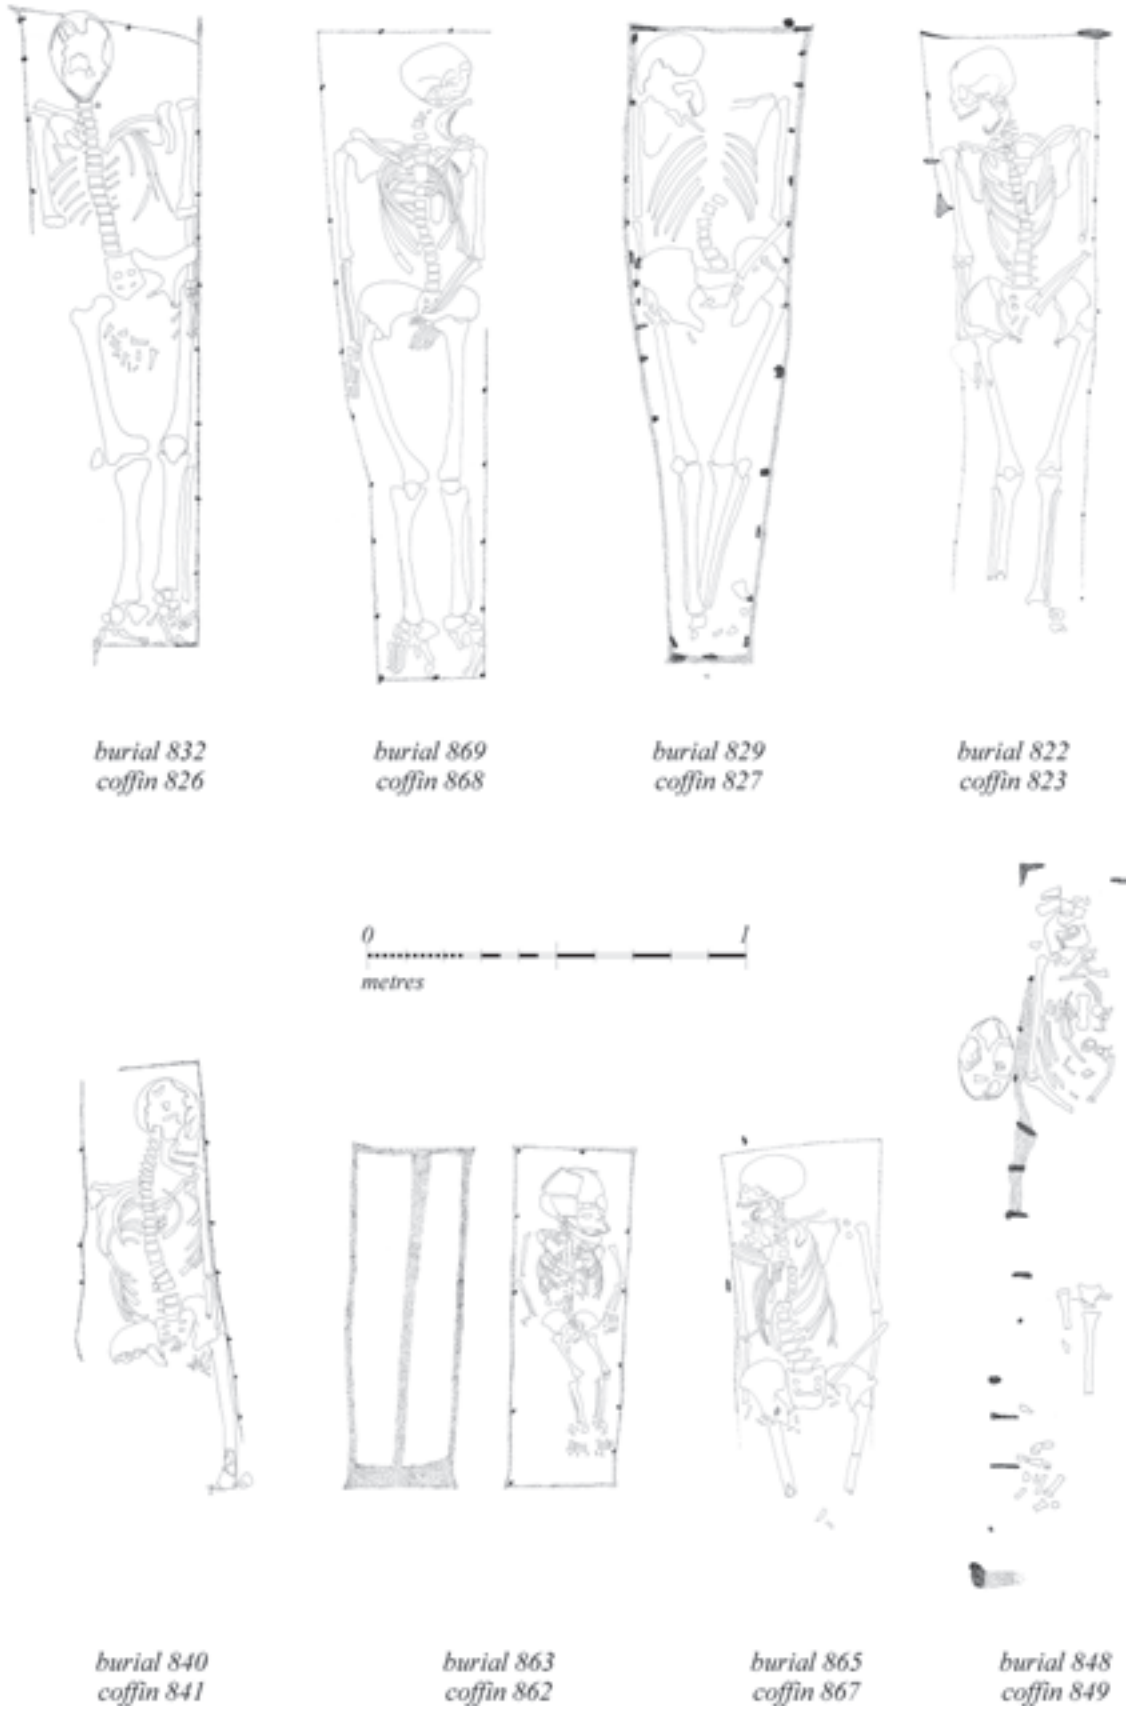 burial 832
coffin 826
burial 869
coffin 868
burial 829
coffin 827
burial 822
coffin 823
0 1
metres
burial 840
coffin 841
burial 863
coffin 862
burial 865
coffin 867
burial 848
coffin 849